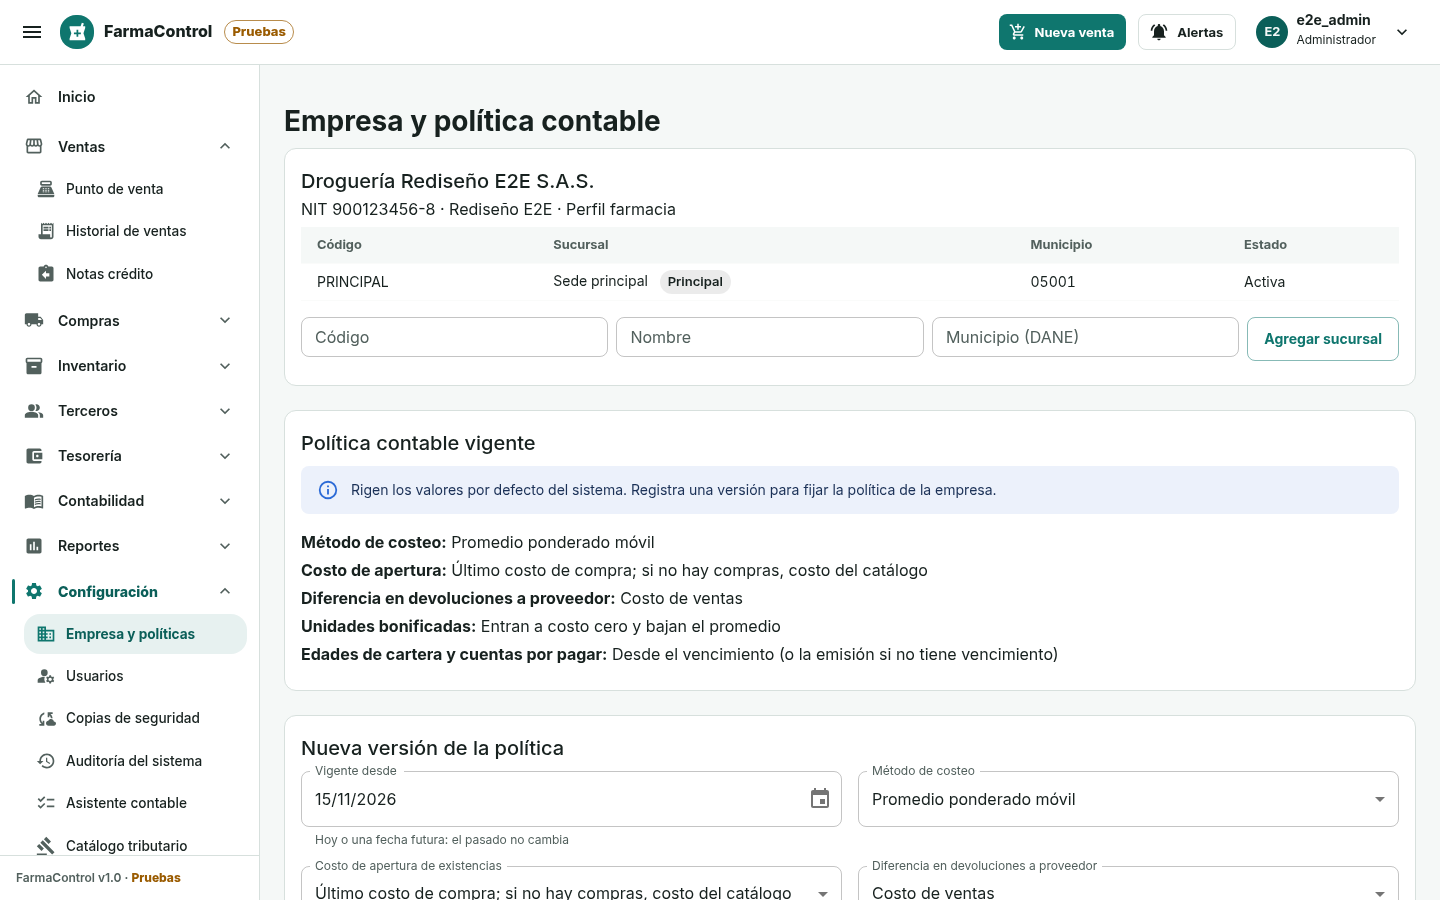 FarmaControl
Pruebas
Nueva venta
Alertas
E2
e2e_admin
Administrador
Inicio
Ventas
Punto de venta
Historial de ventas
Notas crédito
Compras
Inventario
Terceros
Tesorería
Contabilidad
Reportes
Configuración
Empresa y políticas
Usuarios
Copias de seguridad
Auditoría del sistema
Asistente contable
Catálogo tributario
FarmaControl v1.0 · Pruebas
Empresa y política contable
Droguería Rediseño E2E S.A.S.
NIT 900123456-8 · Rediseño E2E · Perfil farmacia
Código Sucursal Municipio Estado
PRINCIPAL Sede principal Principal 05001 Activa
Código Nombre Municipio (DANE) Agregar sucursal
Política contable vigente
Rigen los valores por defecto del sistema. Registra una versión para fijar la política de la empresa.
Método de costeo: Promedio ponderado móvil
Costo de apertura: Último costo de compra; si no hay compras, costo del catálogo
Diferencia en devoluciones a proveedor: Costo de ventas
Unidades bonificadas: Entran a costo cero y bajan el promedio
Edades de cartera y cuentas por pagar: Desde el vencimiento (o la emisión si no tiene vencimiento)
Nueva versión de la política
Vigente desde Método de costeo
15/11/2026 Promedio ponderado móvil
Hoy o una fecha futura: el pasado no cambia
Costo de apertura de existencias Diferencia en devoluciones a proveedor
Último costo de compra; si no hay compras, costo del catálogo Costo de ventas